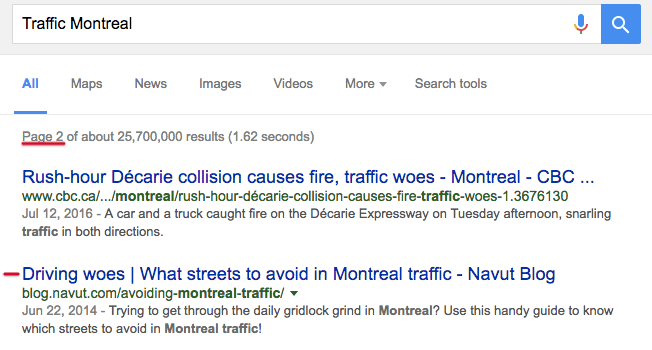 Traffic Montreal
All Maps News Images Videos More Search tools
Page 2 of about 25,700,000 results (1.62 seconds)
Rush-hour Décarie collision causes fire, traffic woes - Montreal - CBC ...
www.cbc.ca/.../montreal/rush-hour-décarie-collision-causes-fire-traffic-woes-1.3676130
Jul 12, 2016 - A car and a truck caught fire on the Décarie Expressway on Tuesday afternoon, snarling
traffic in both directions.
Driving woes | What streets to avoid in Montreal traffic - Navut Blog
blog.navut.com/avoiding-montreal-traffic/
Jun 22, 2014 - Trying to get through the daily gridlock grind in Montreal? Use this handy guide to know
which streets to avoid in Montreal traffic!